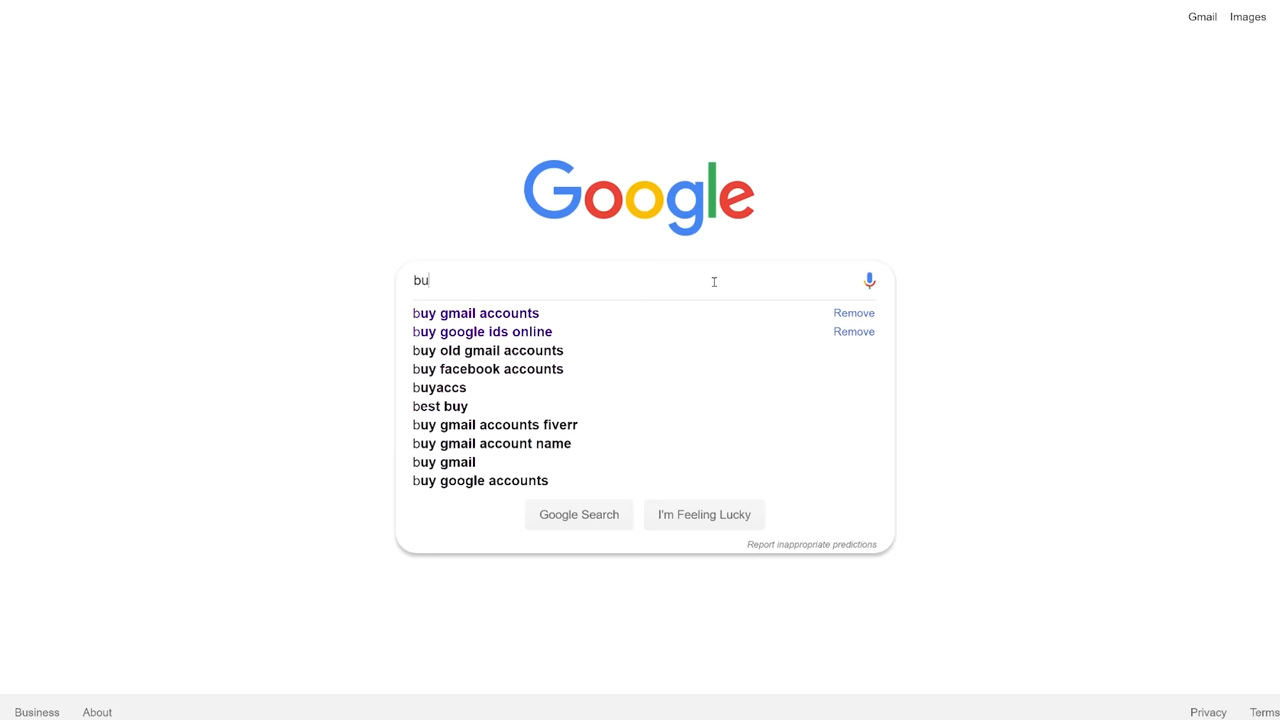 Gmail Images
Google
bu
buy gmail accounts Remove
buy google ids online Remove
buy old gmail accounts
buy facebook accounts
buyaccs
best buy
buy gmail accounts fiverr
buy gmail account name
buy gmail
buy google accounts
Google Search I'm Feeling Lucky
Report inappropriate predictions
Business About Privacy Terms